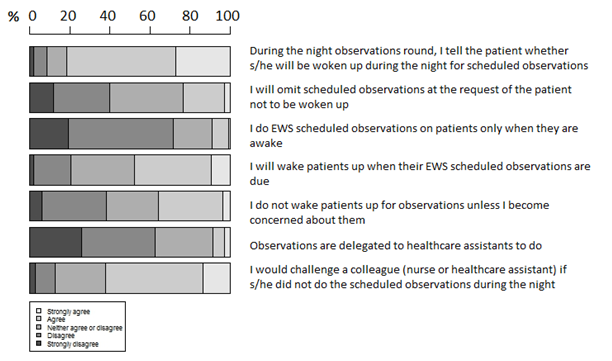 % 0 20 40 60 80 100
During the night observations round, I tell the patient whether
s/he will be woken up during the night for scheduled observations
I will omit scheduled observations at the request of the patient
not to be woken up
I do EWS scheduled observations on patients only when they are
awake
I will wake patients up when their EWS scheduled observations are
due
I do not wake patients up for observations unless I become
concerned about them
Observations are delegated to healthcare assistants to do
I would challenge a colleague (nurse or healthcare assistant) if
s/he did not do the scheduled observations during the night
Strongly agree
Agree
Neither agree or disagree
Disagree
Strongly disagree